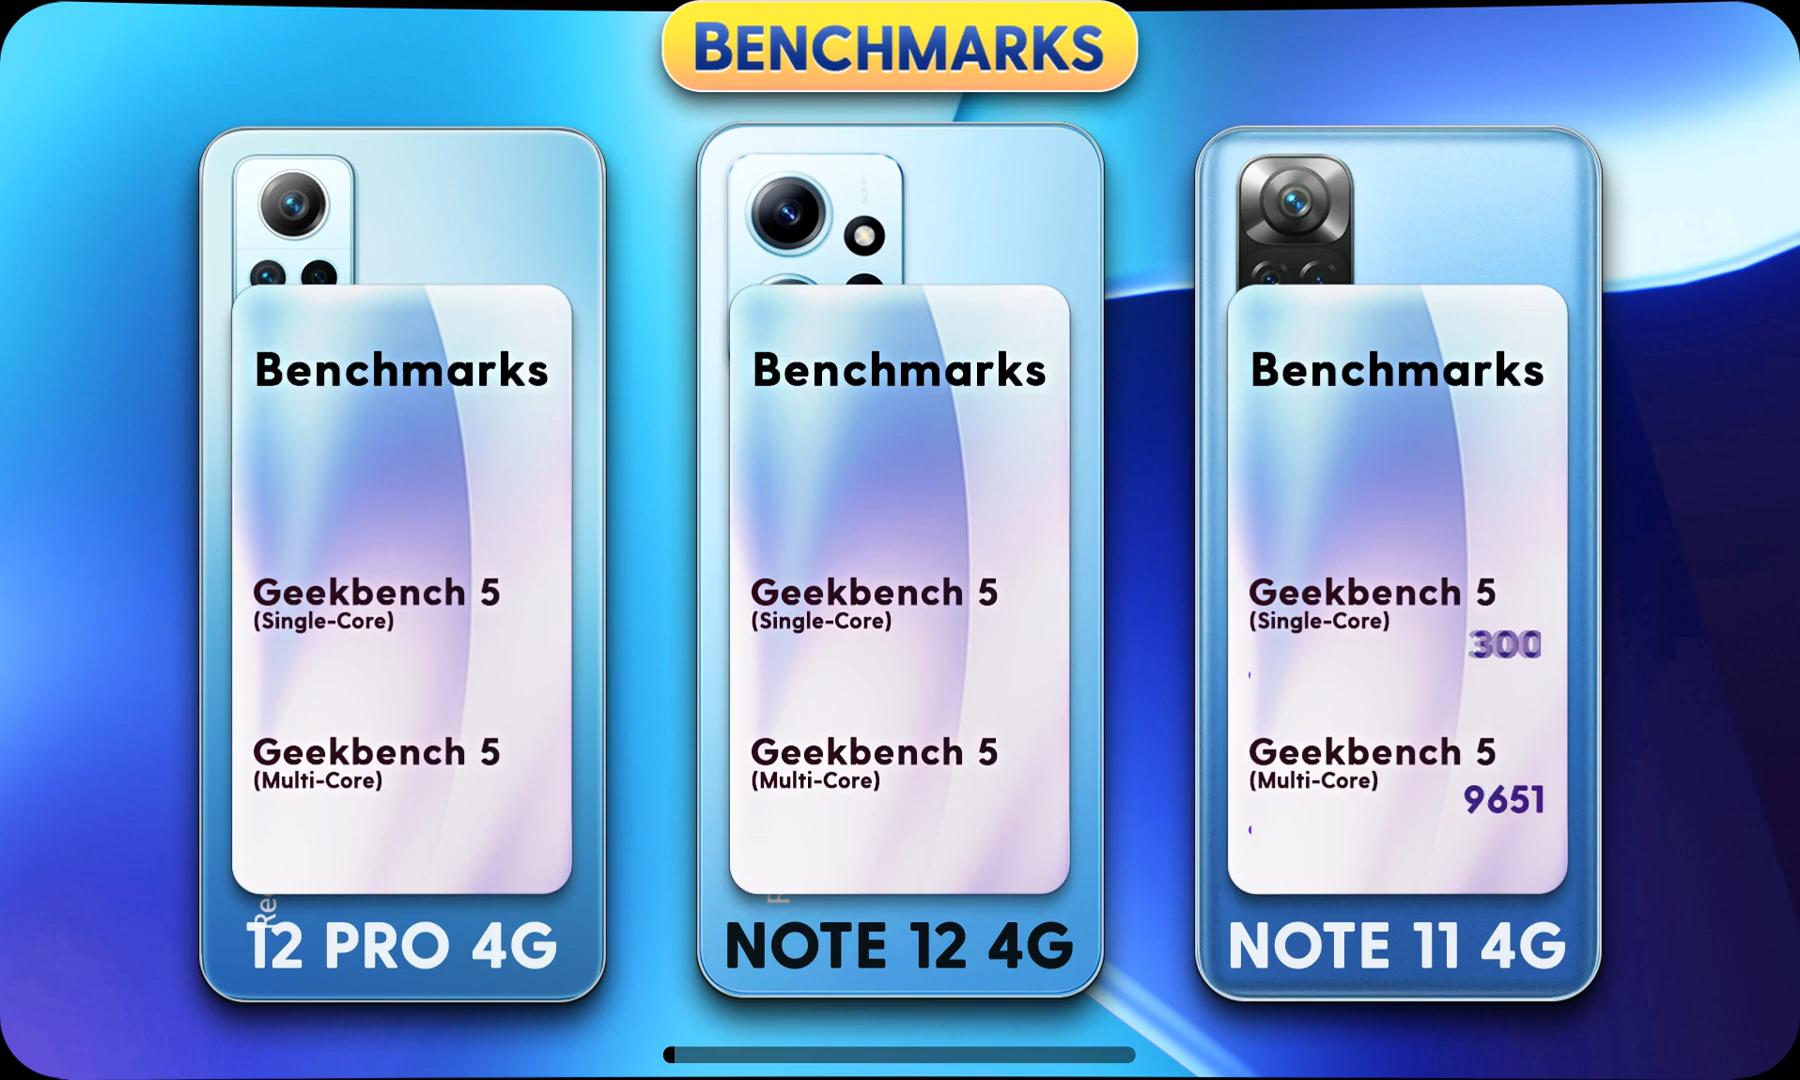 BENCHMARKS
Benchmarks
Geekbench 5
(Single-Core)
Geekbench 5
(Multi-Core)
Re
12 PRO 4G
Benchmarks
Geekbench 5
(Single-Core)
Geekbench 5
(Multi-Core)
NOTE 12 4G
Benchmarks
Geekbench 5
(Single-Core)
300
Geekbench 5
(Multi-Core)
9651
NOTE 11 4G